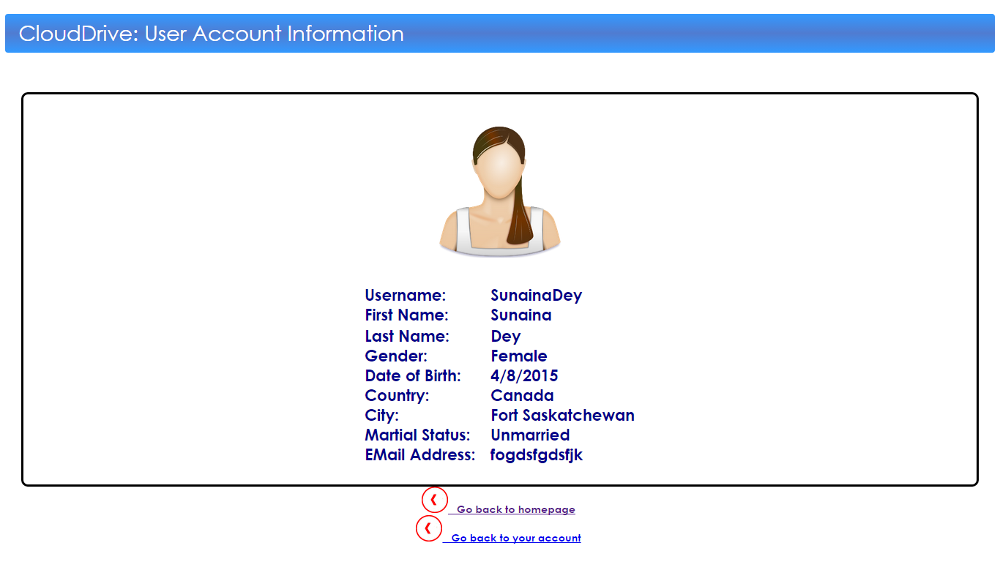 CloudDrive: User Account Information
Username: SunainaDey
First Name: Sunaina
Last Name: Dey
Gender: Female
Date of Birth: 4/8/2015
Country: Canada
City: Fort Saskatchewan
Martial Status: Unmarried
EMail Address: fogdsfgdsfjk
Go back to homepage
Go back to your account